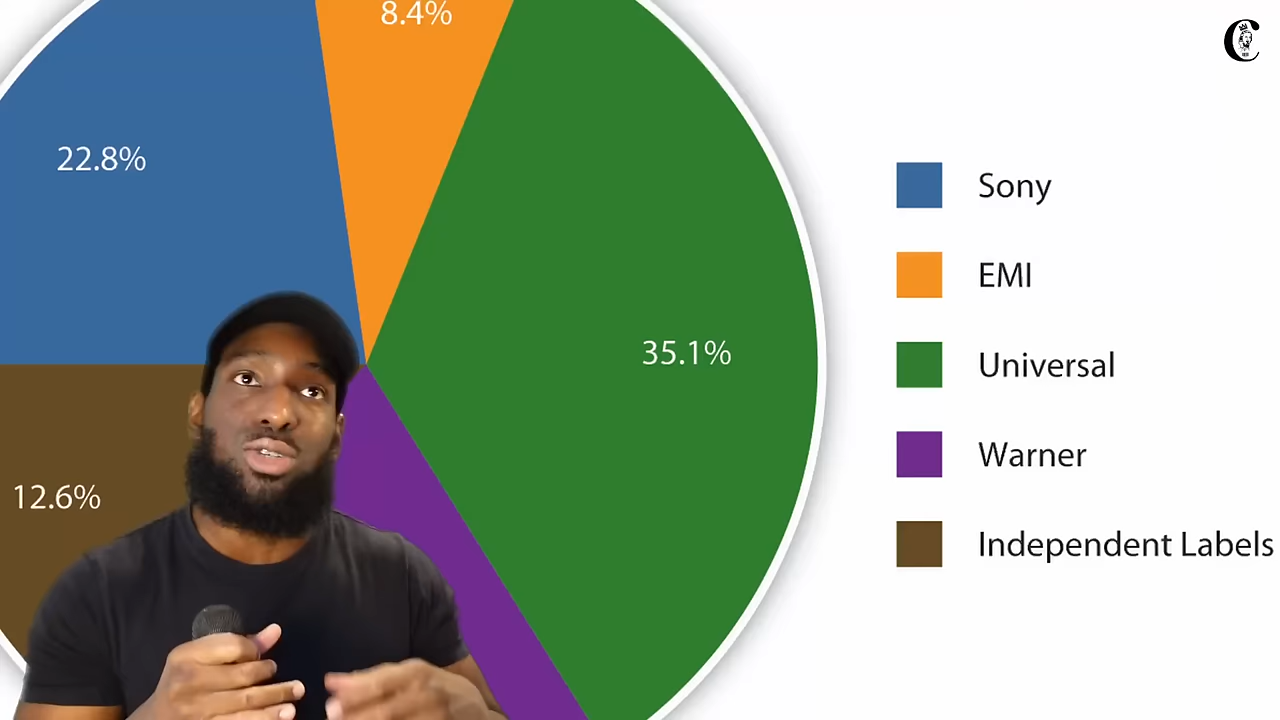 8.4%
22.8%
35.1%
12.6%
Sony
EMI
Universal
Warner
Independent Labels